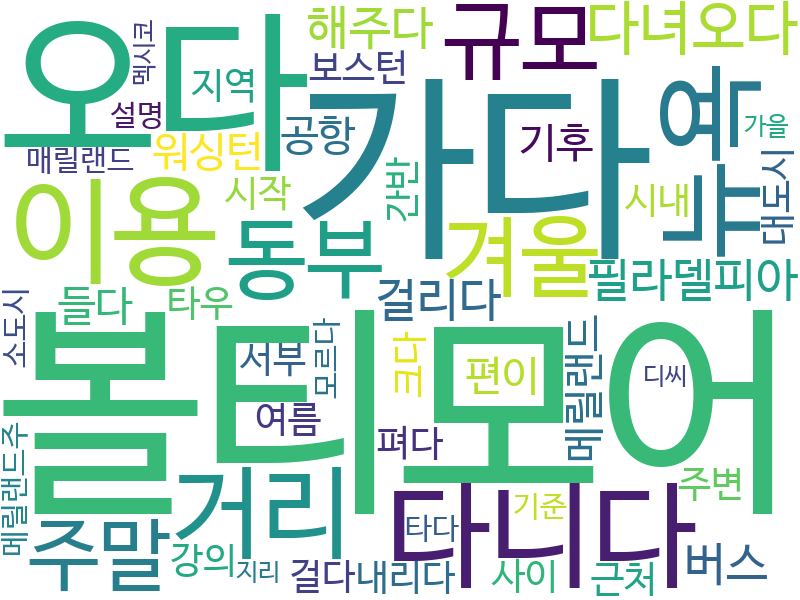 멕시코
오다
해주다
규모
다녀오다
보스턴
지역
설명
가다
뉴욕
가을
매릴랜드
워싱턴
공항
기후
간반
대도시
이용
시작
시내
동부
겨울
필라델피아
소도시
들다
타우
걸리다
볼티모어
서부
모르다
크다
편이
메릴랜드
디씨
여름
펴다
메릴랜드주
주말
거리
다니다
주변
기준
강의
지리
걸다
내리다
타다
사이
근처
버스